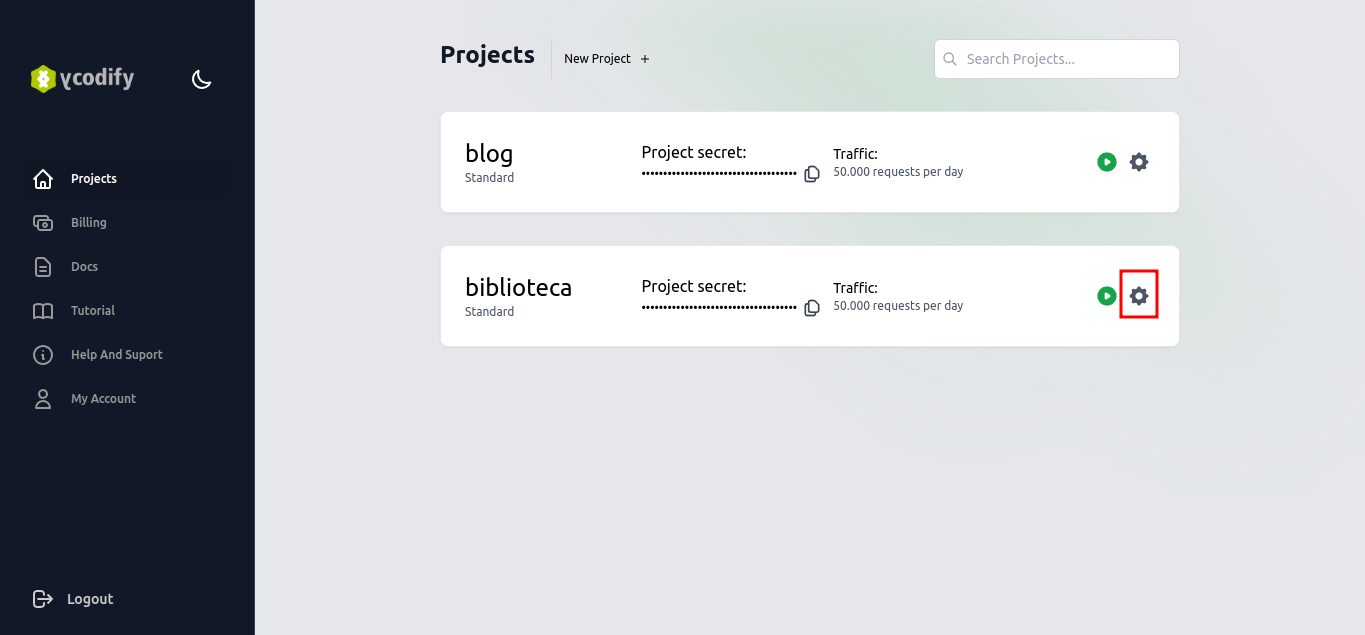 ycodify
Projects
Billing
Docs
Tutorial
Help And Suport
My Account
Logout
Projects
New Project +
Search Projects...
blog
Standard
Project secret:
••••••••••••••••••••••••••••••••••••
Traffic:
50.000 requests per day
biblioteca
Standard
Project secret:
••••••••••••••••••••••••••••••••••••
Traffic:
50.000 requests per day